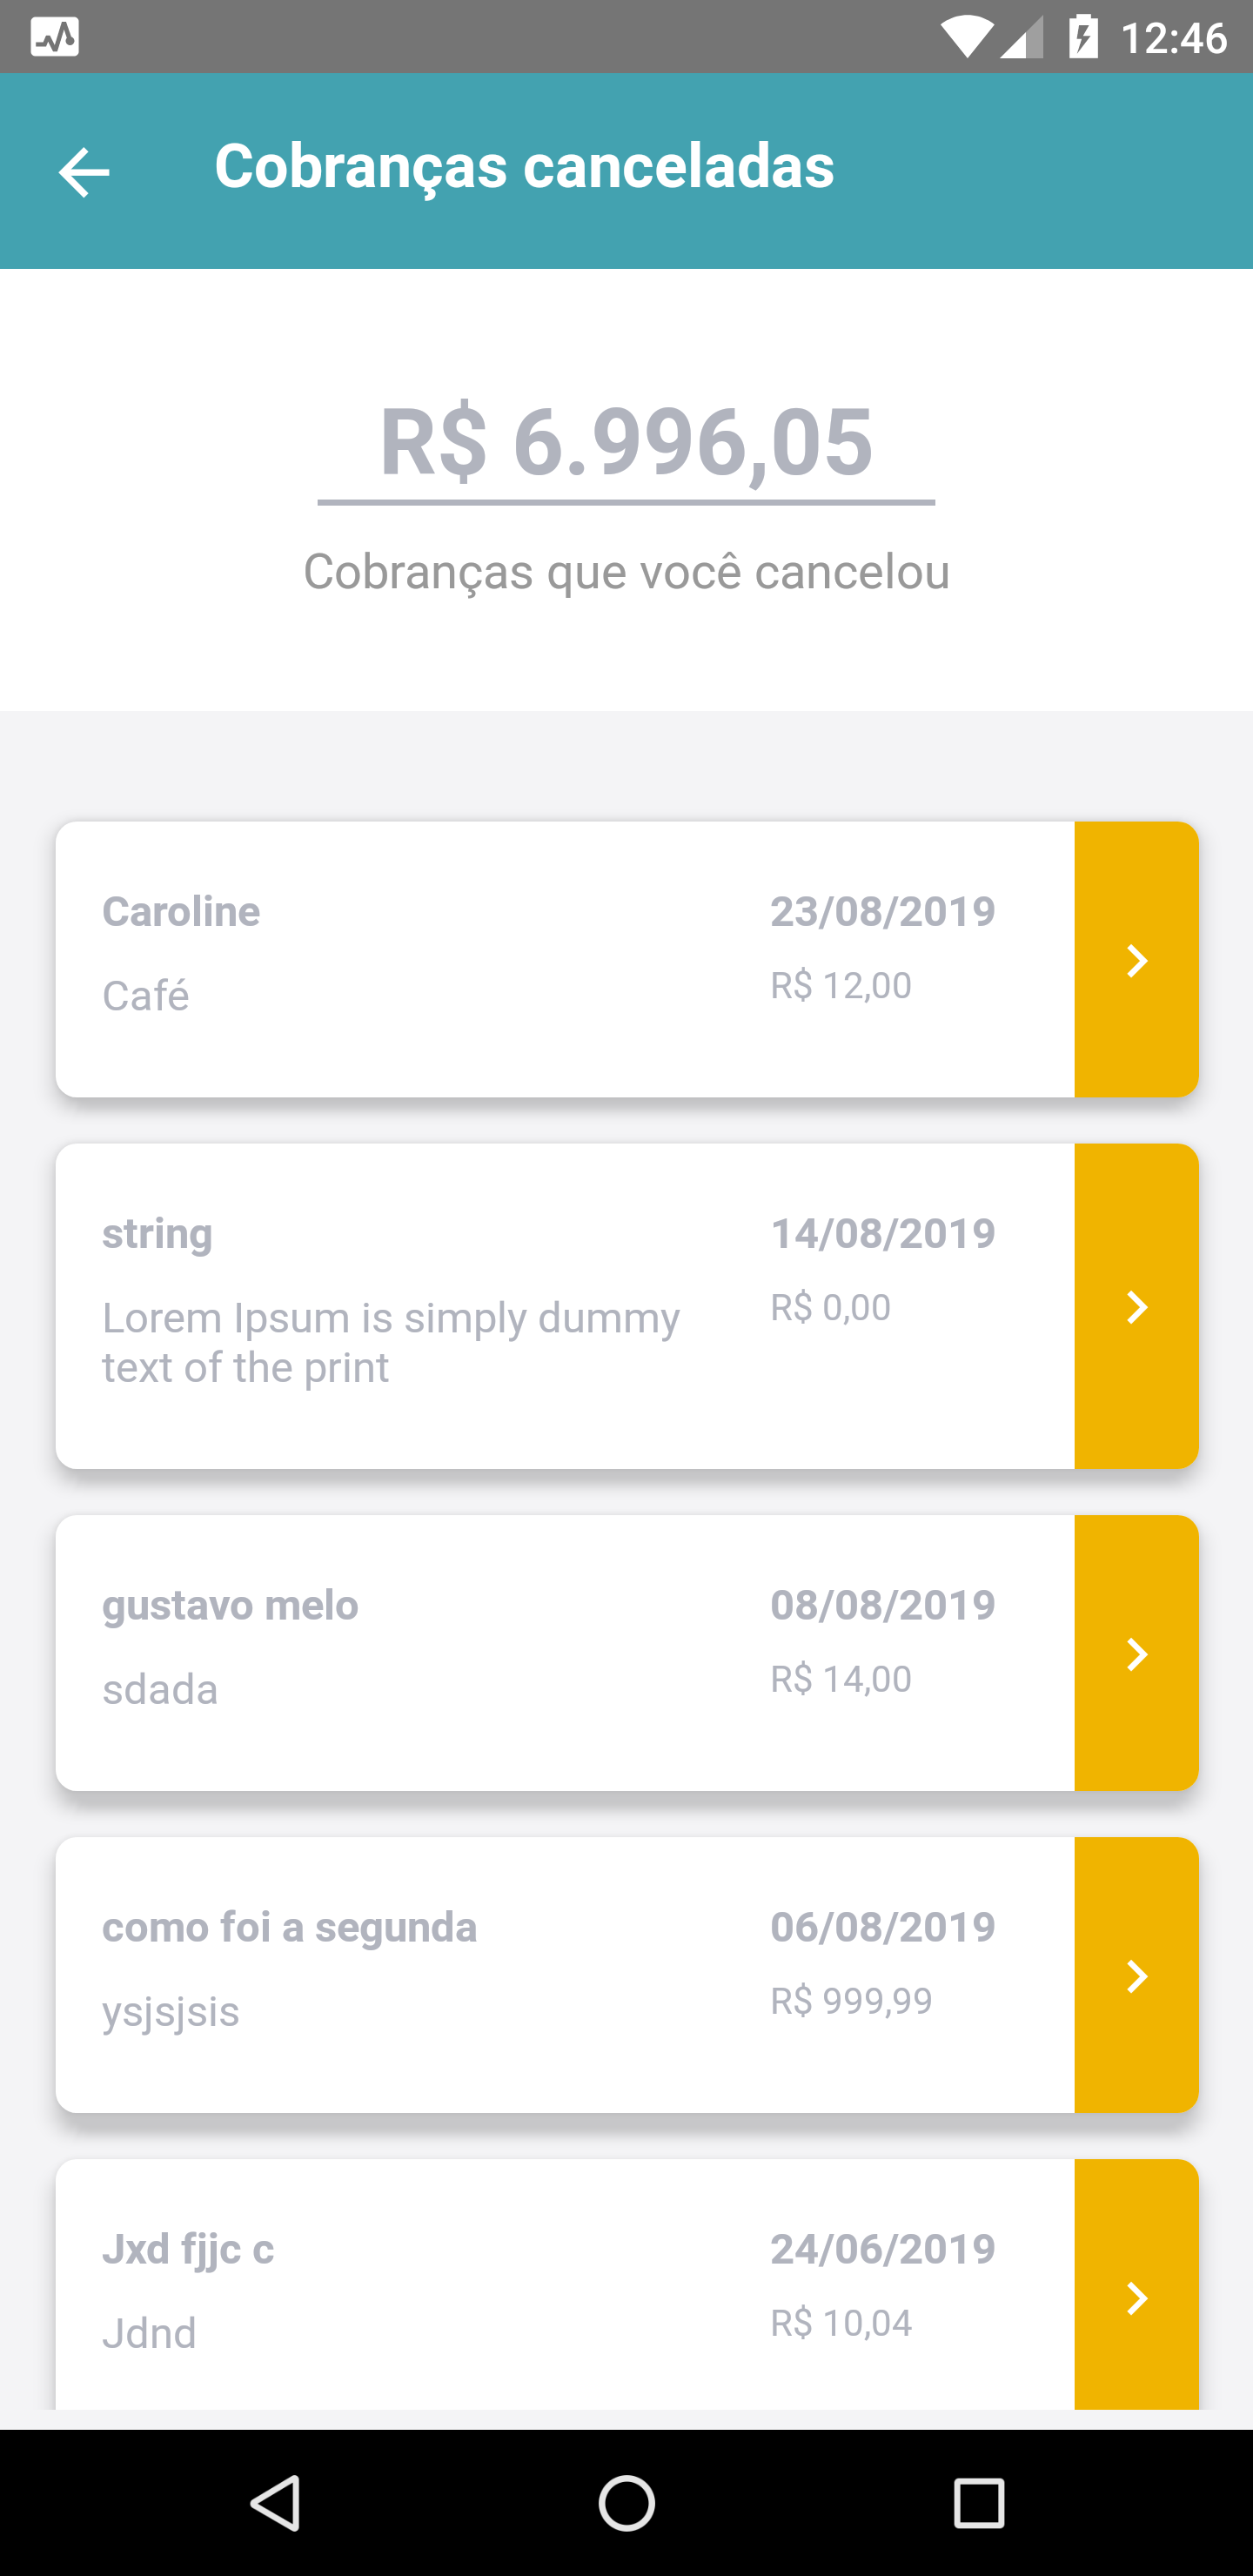 12:46
Cobranças canceladas
R$ 6.996,05
Cobranças que você cancelou
Caroline
23/08/2019
Café
R$ 12,00
string
14/08/2019
Lorem Ipsum is simply dummy
text of the print
R$ 0,00
gustavo melo
08/08/2019
sdada
R$ 14,00
como foi a segunda
06/08/2019
ysjsjsis
R$ 999,99
Jxd fjjc c
24/06/2019
Jdnd
R$ 10,04